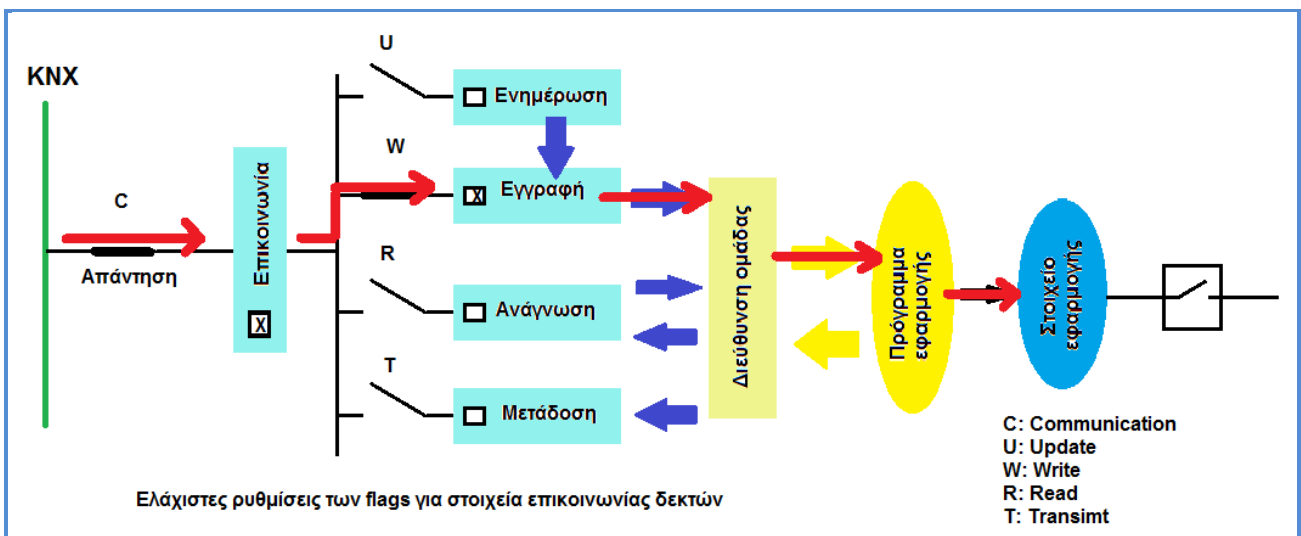 U
KNX
Ενημέρωση
W
Επικοινωνία
Εγγραφή
C
Απάντηση
R
Ανάγνωση
Διεύθυνση ομάδας
Πρόγραμμα
εφαρμογής
Στοιχείο
εφαρμογής
X
X
T
Μετάδοση
C: Communication
U: Update
W: Write
R: Read
T: Transimt
Ελάχιστες ρυθμίσεις των flags για στοιχεία επικοινωνίας δεκτών